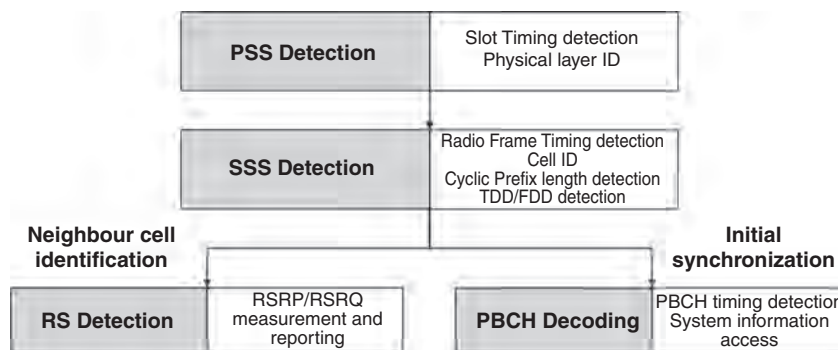 PSS Detection
Slot Timing detection
Physical layer ID
SSS Detection
Radio Frame Timing detection
Cell ID
Cyclic Prefix length detection
TDD/FDD detection
Neighbour cell
identification
Initial
synchronization
RS Detection
RSRP/RSRQ
measurement and
reporting
PBCH Decoding
PBCH timing detection
System information
access